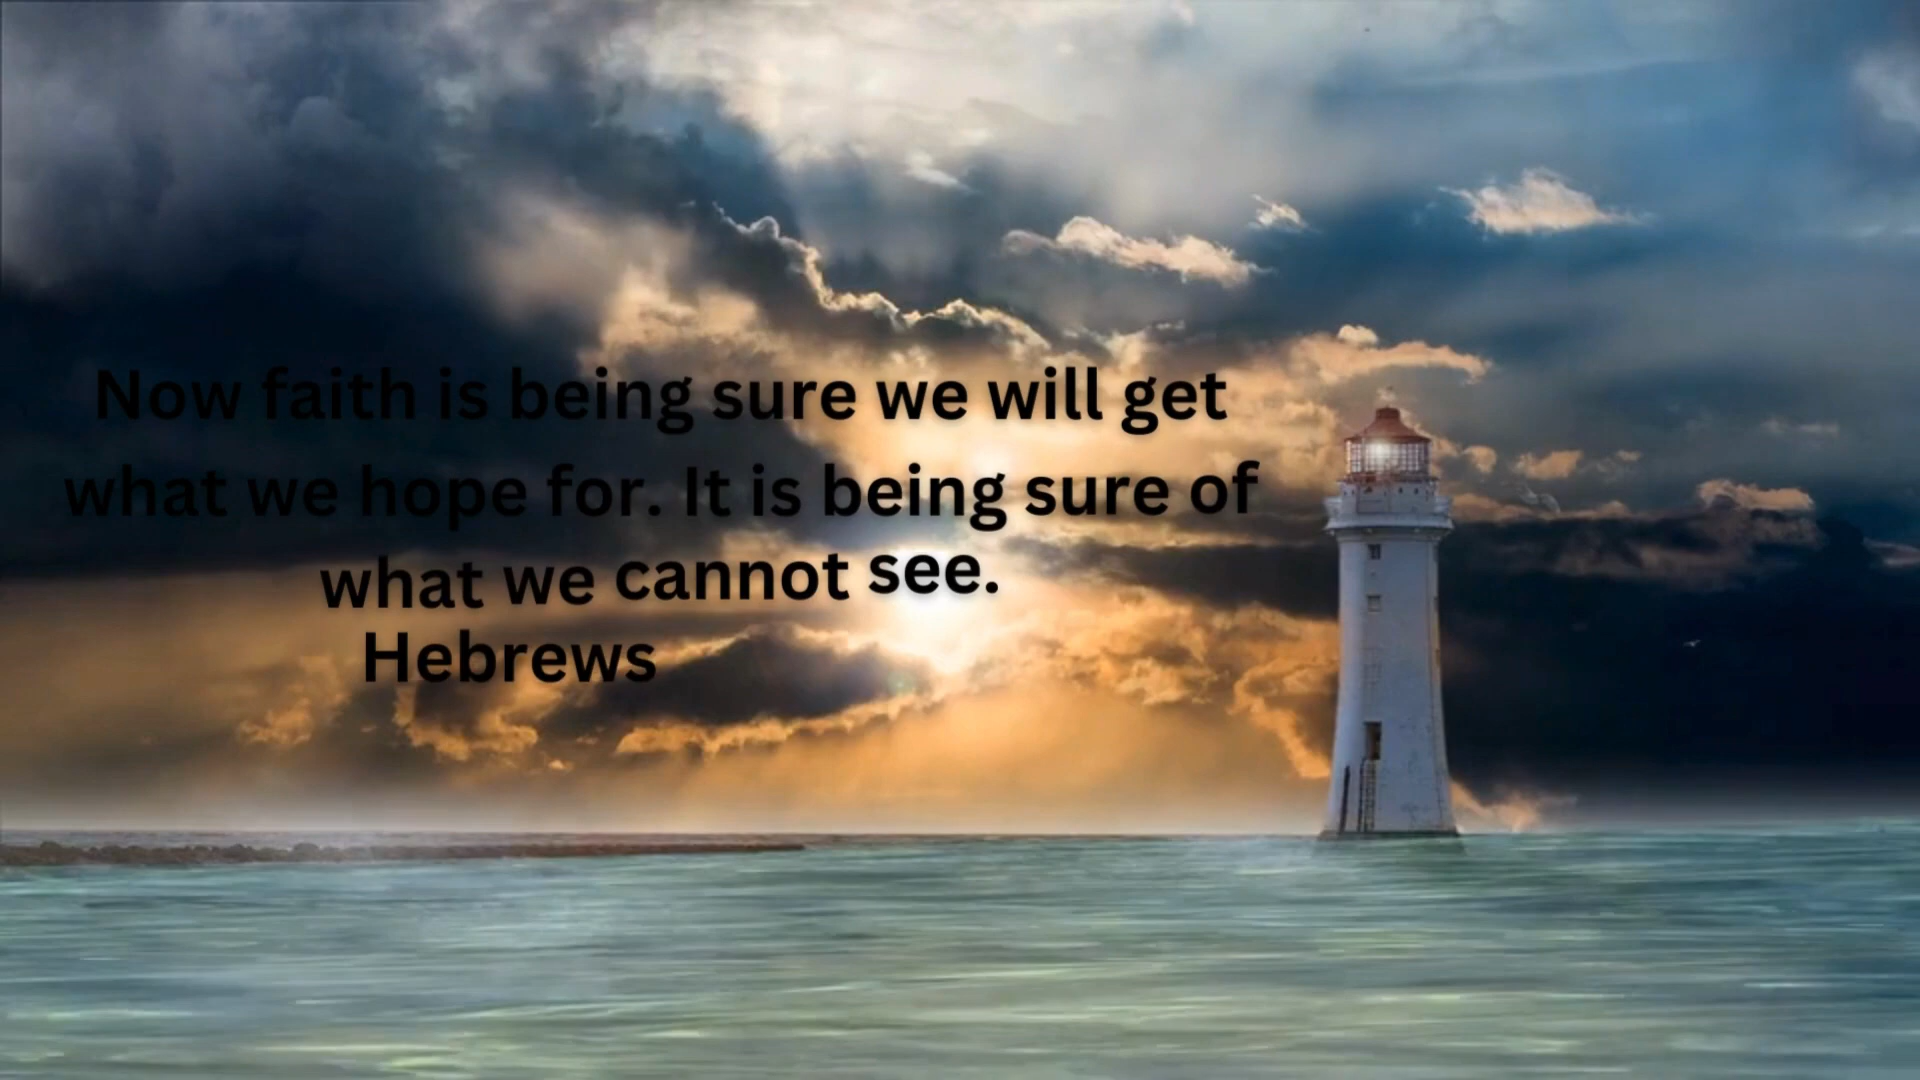 Now faith is being sure we will get
what we hope for. It is being sure of
what we cannot see.
Hebrews